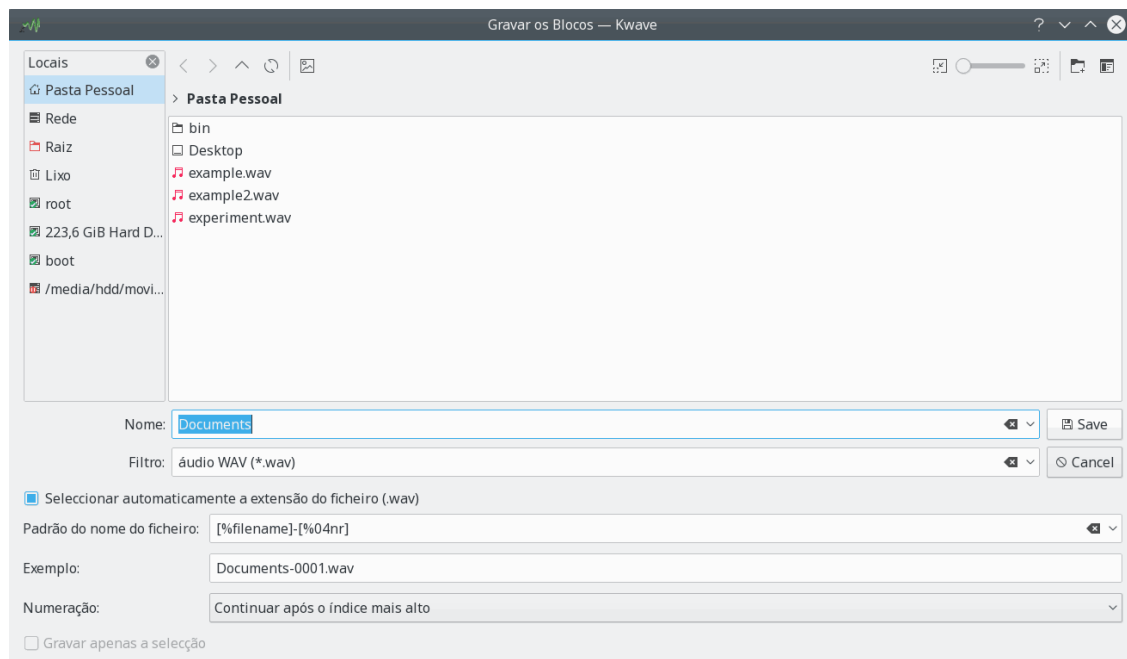 Gravar os Blocos — Kwave
Locais
Pasta Pessoal
Rede
Raiz
Lixo
root
223,6 GiB Hard D...
boot
/media/hdd/movi...
> Pasta Pessoal
bin
Desktop
example.wav
example2.wav
experiment.wav
Nome: Documents
Save
Filtro: áudio WAV (*.wav)
Cancel
Seleccionar automaticamente a extensão do ficheiro (.wav)
Padrão do nome do ficheiro: [%filename]-[%04nr]
Exemplo: Documents-0001.wav
Numeração: Continuar após o índice mais alto
Gravar apenas a selecção